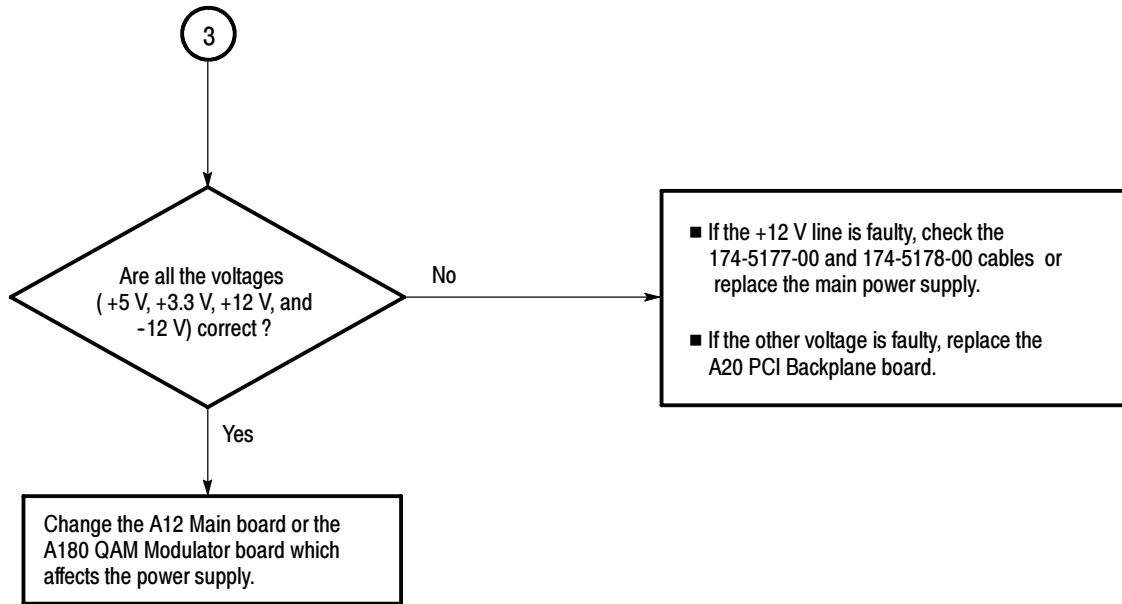 3
Are all the voltages
( +5 V, +3.3 V, +12 V, and
-12 V) correct ?
No
■ If the +12 V line is faulty, check the
174-5177-00 and 174-5178-00 cables or
replace the main power supply.
■ If the other voltage is faulty, replace the
A20 PCI Backplane board.
Yes
Change the A12 Main board or the
A180 QAM Modulator board which
affects the power supply.